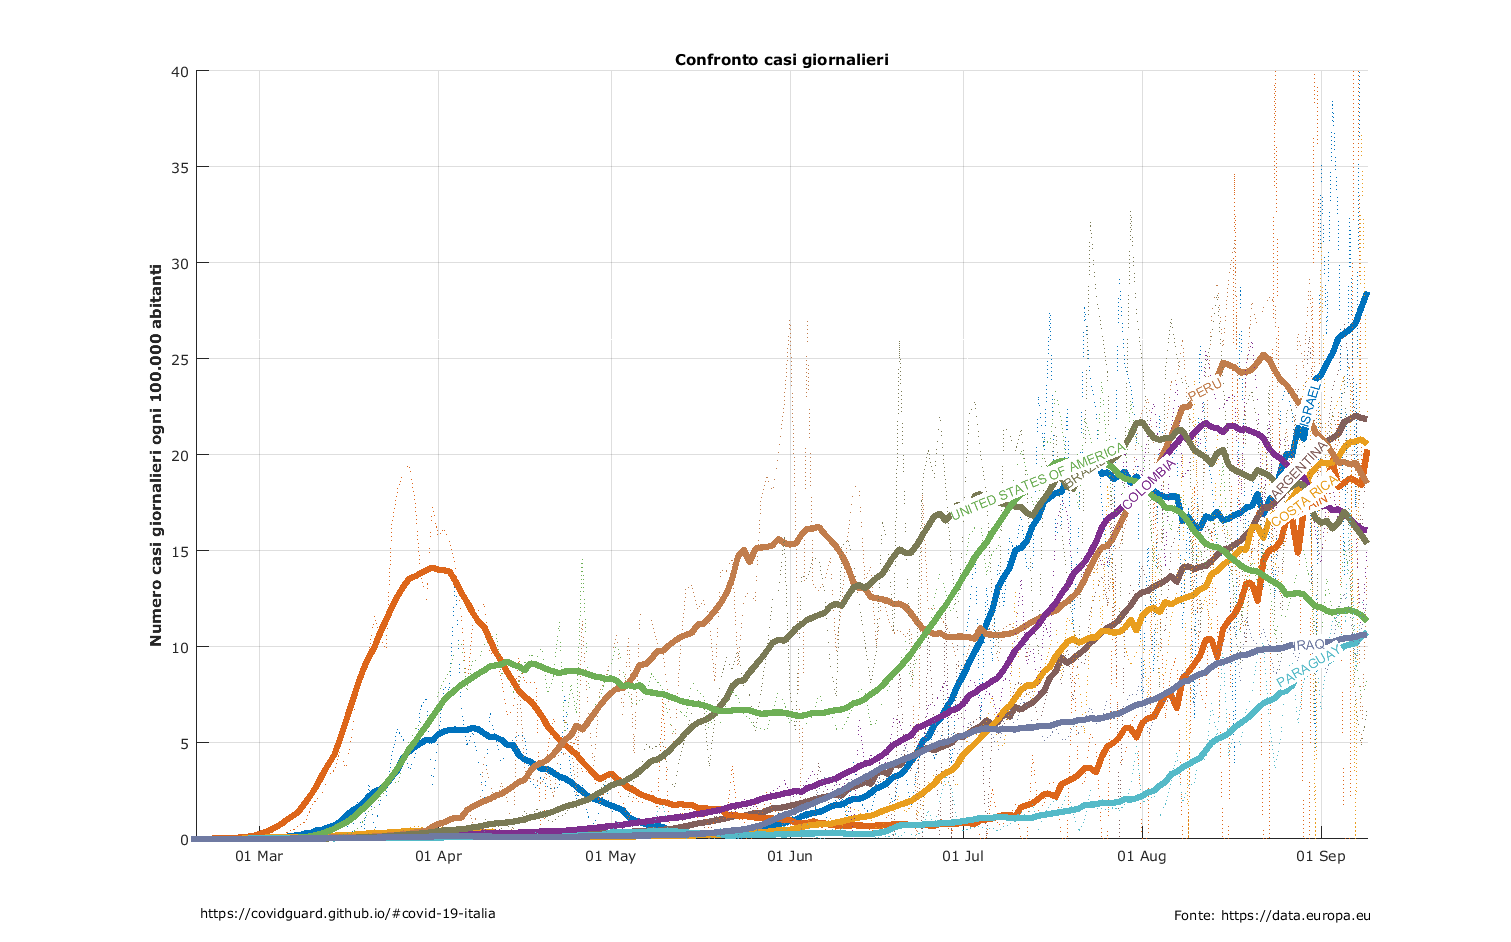 Confronto casi giornalieri
Numero casi giornalieri ogni 100.000 abitanti
40
35
30
25
20
15
10
5
0
PERU
ISRAEL
UNITED STATES OF AMERICA
COLOMBIA
ARGENTINA
COSTA RICA
IRAQ
PARAGUAY
01 Mar
01 Apr
01 May
01 Jun
01 Jul
01 Aug
01 Sep
https://covidguard.github.io/#covid-19-italia
Fonte: https://data.europa.eu